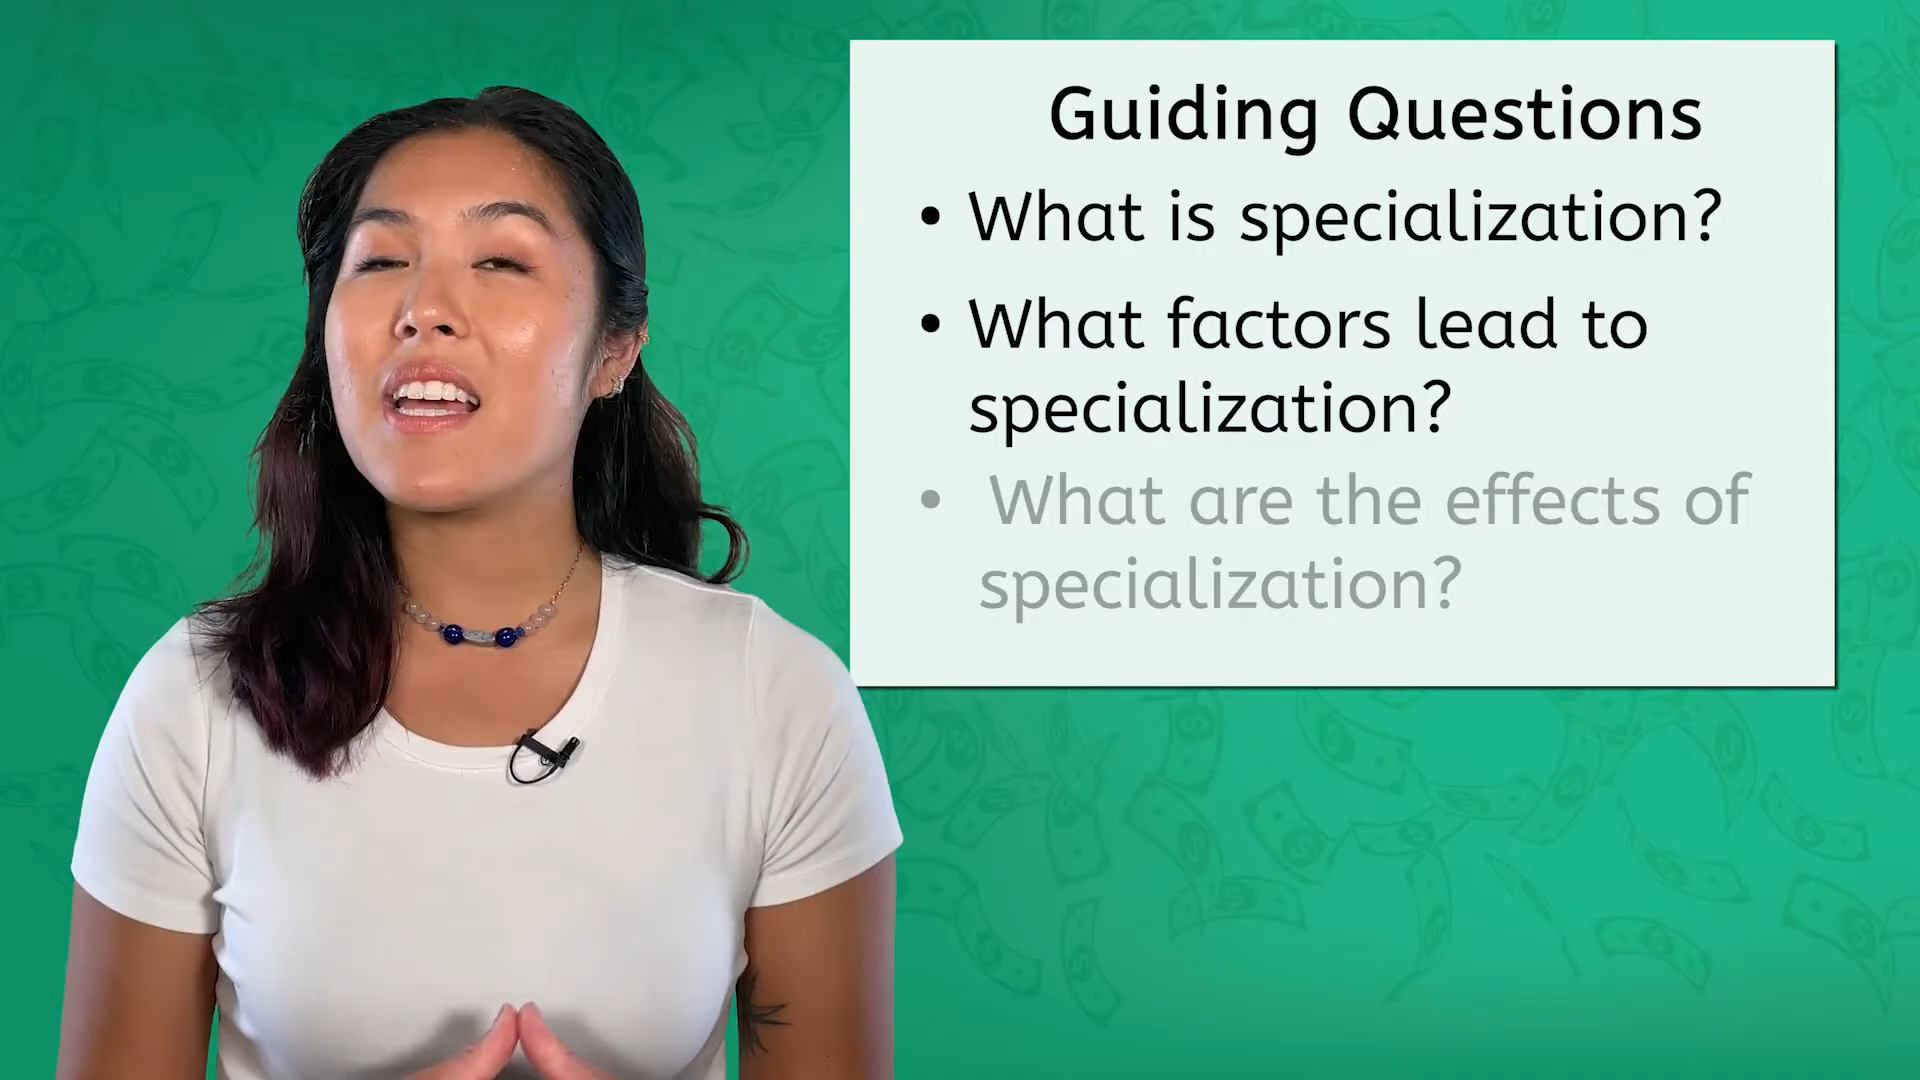 Guiding Questions
• What is specialization?
• What factors lead to
specialization?
• What are the effects of
specialization?